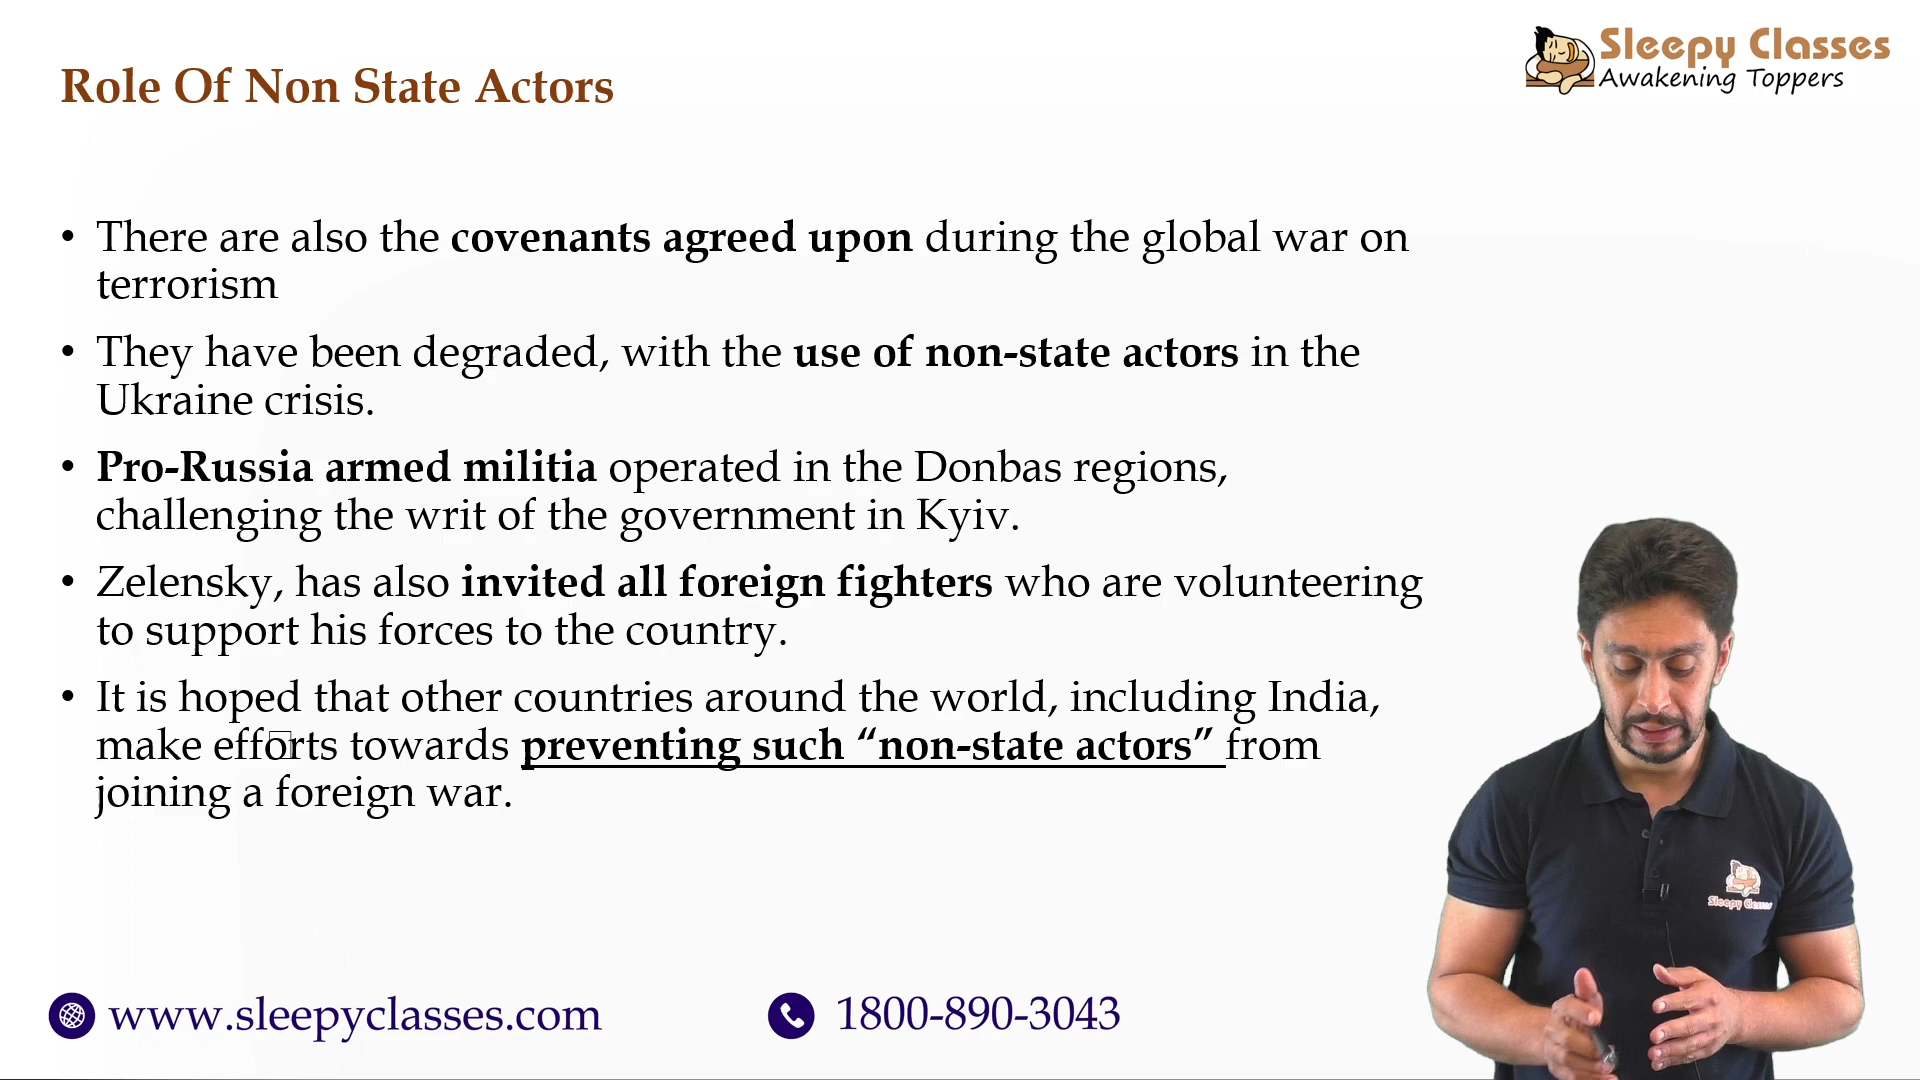 Sleepy Classes
Awakening Toppers
Role Of Non State Actors
• There are also the covenants agreed upon during the global war on
terrorism
• They have been degraded, with the use of non-state actors in the
Ukraine crisis.
• Pro-Russia armed militia operated in the Donbas regions,
challenging the writ of the government in Kyiv.
• Zelensky, has also invited all foreign fighters who are volunteering
to support his forces to the country.
• It is hoped that other countries around the world, including India,
make efforts towards preventing such “non-state actors” from
joining a foreign war.
Sleepy Classes
www.sleepyclasses.com
1800-890-3043